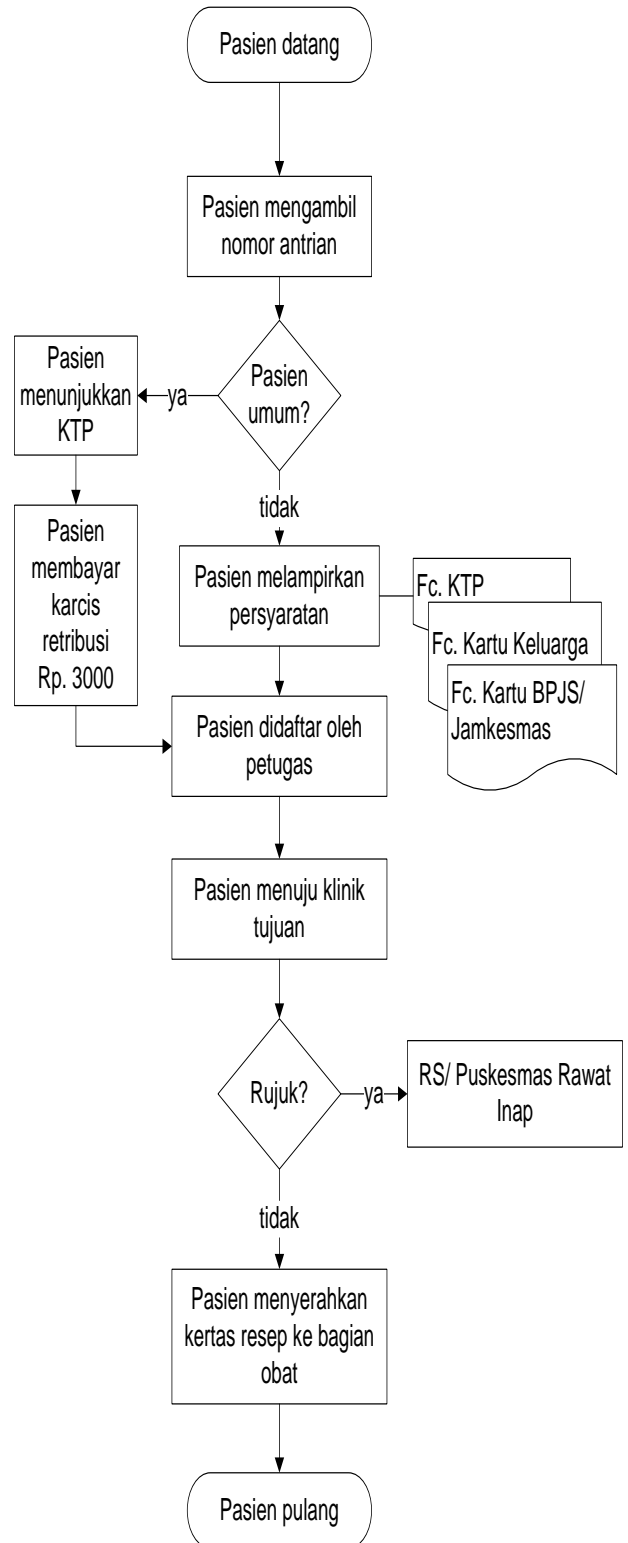 Pasien datang
Pasien mengambil
nomor antrian
Pasien
umum?
ya
Pasien
menunjukkan
KTP
Pasien
membayar
karcis
retribusi
Rp. 3000
tidak
Pasien melampirkan
persyaratan
Fc. KTP
Fc. Kartu Keluarga
Fc. Kartu BPJS/
Jamkesmas
Pasien didaftar oleh
petugas
Pasien menuju klinik
tujuan
Rujuk?
ya
RS/ Puskesmas Rawat
Inap
tidak
Pasien menyerahkan
kertas resep ke bagian
obat
Pasien pulang